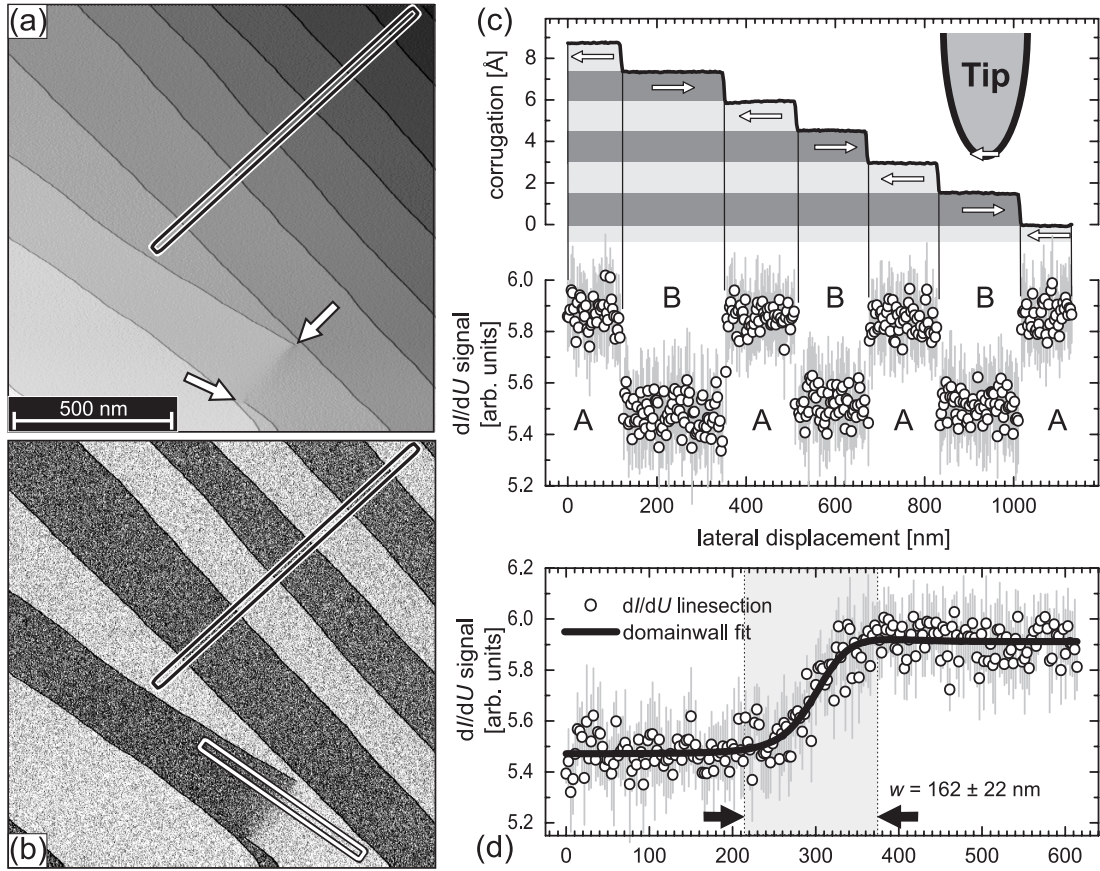 (a)
500 nm
(b)
(c)
corrugation [Å]
8
6
4
2
0
Tip
dI/dU signal
[arb. units]
6.0
5.8
5.6
5.4
5.2
B
B
B
A
A
A
A
0
200
400
600
800
1000
lateral displacement [nm]
(d)
dI/dU signal
[arb. units]
6.2
6.0
5.8
5.6
5.4
5.2
dI/dU linesection
domainwall fit
w = 162 ± 22 nm
0
100
200
300
400
500
600